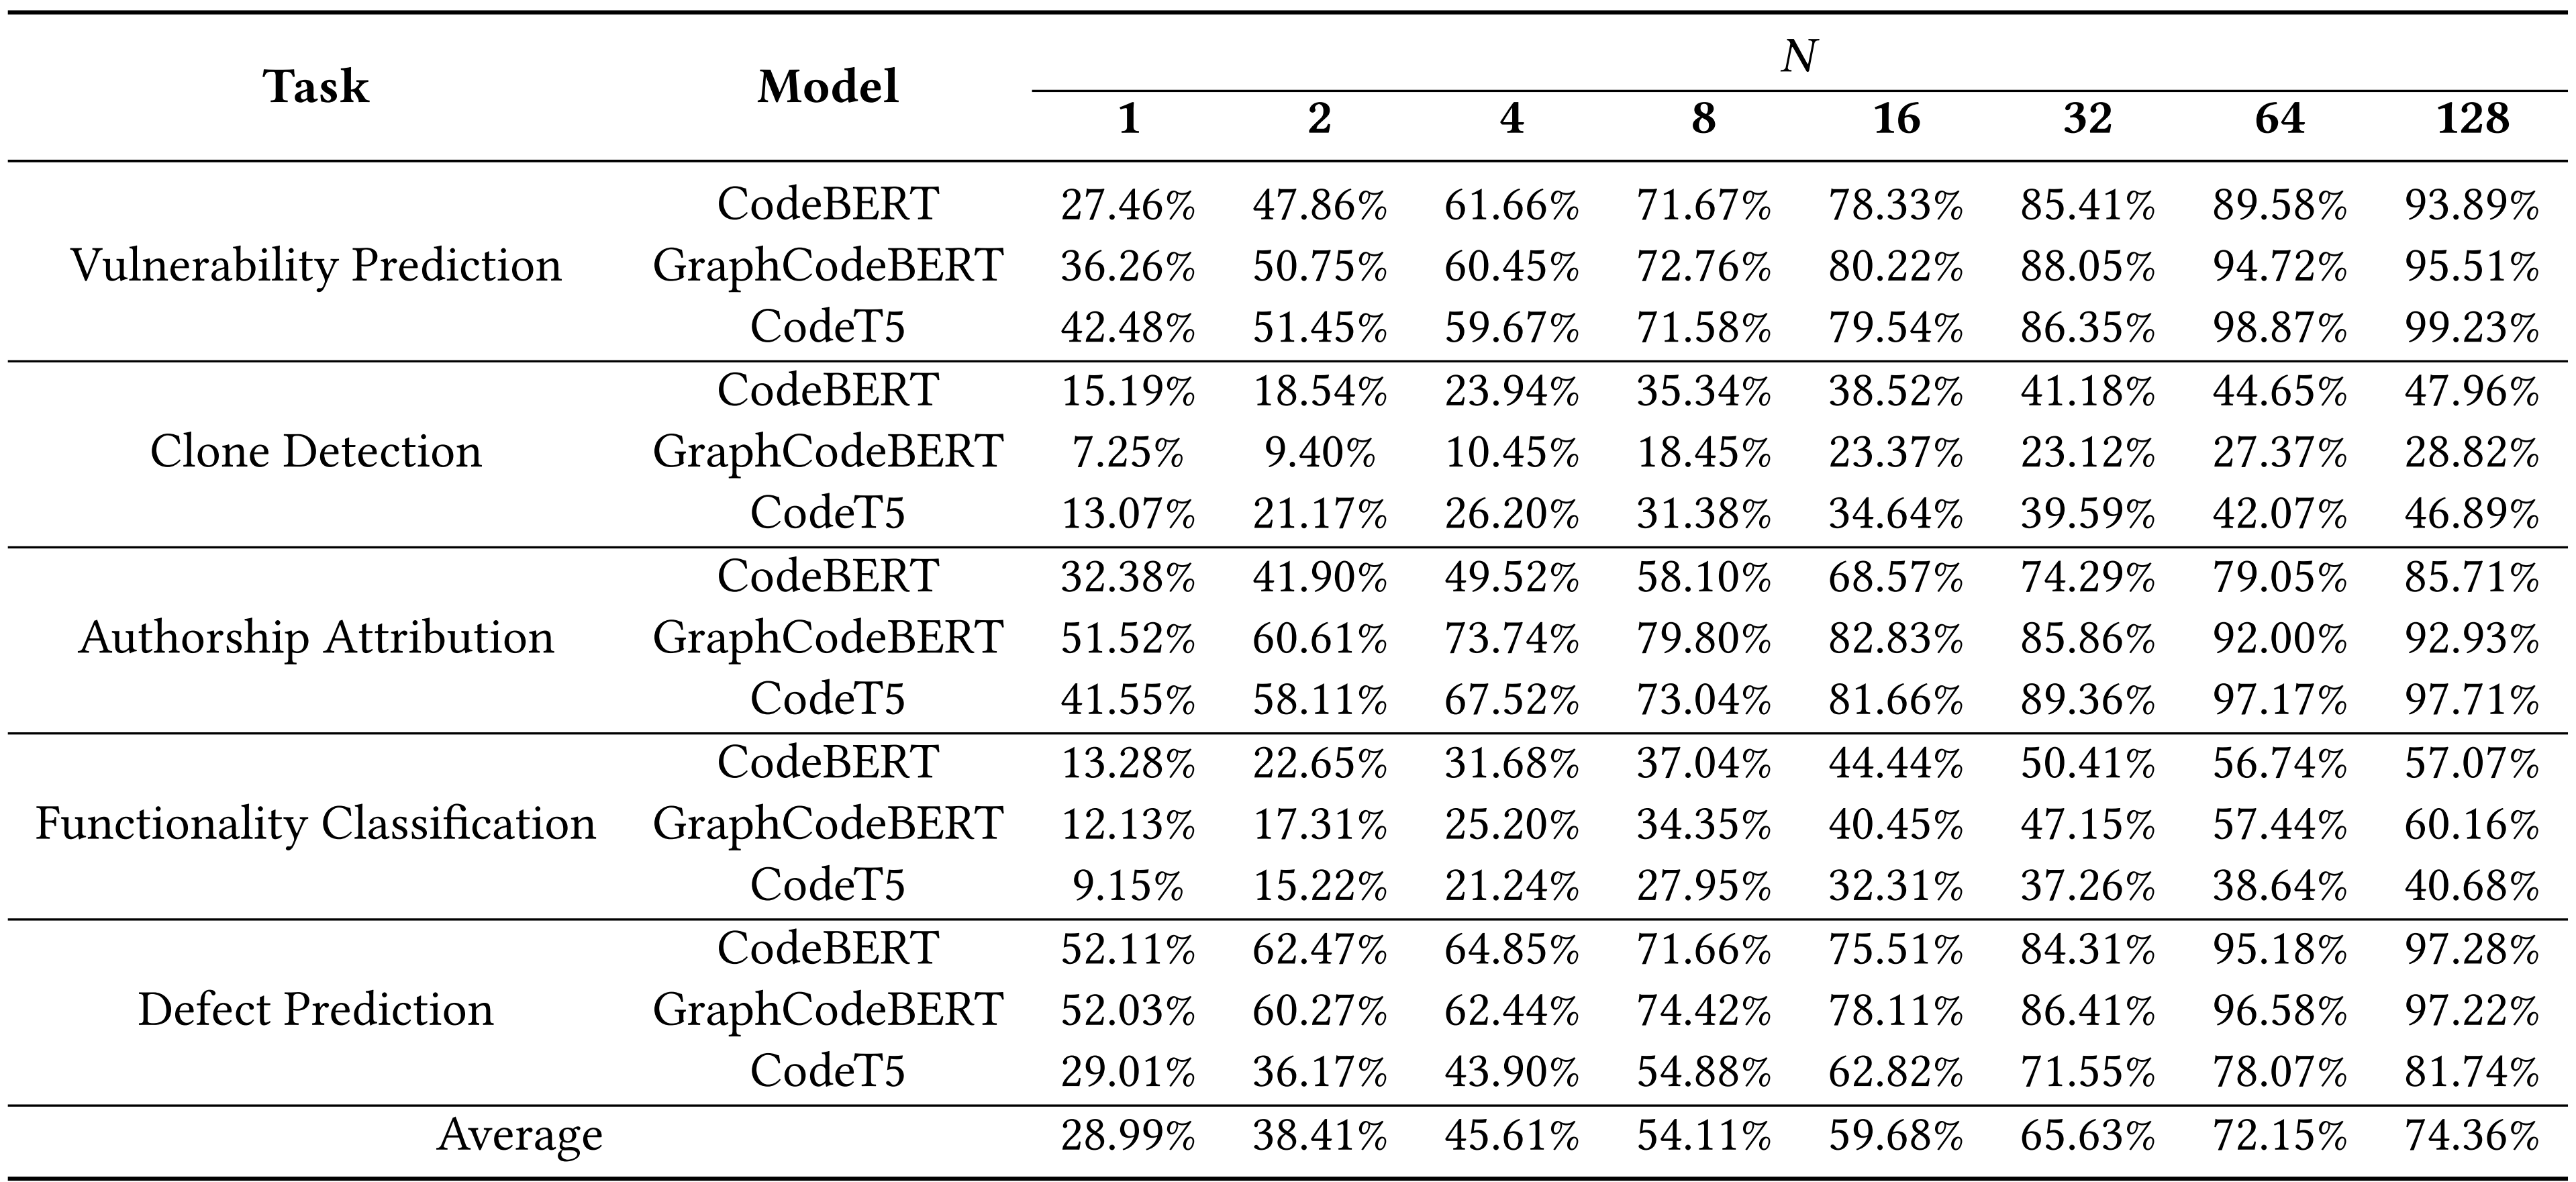 N
Task Model
1 2 4 8 16 32 64 128
CodeBERT 27.46% 47.86% 61.66% 71.67% 78.33% 85.41% 89.58% 93.89%
Vulnerability Prediction GraphCodeBERT 36.26% 50.75% 60.45% 72.76% 80.22% 88.05% 94.72% 95.51%
CodeT5 42.48% 51.45% 59.67% 71.58% 79.54% 86.35% 98.87% 99.23%
CodeBERT 15.19% 18.54% 23.94% 35.34% 38.52% 41.18% 44.65% 47.96%
Clone Detection GraphCodeBERT 7.25% 9.40% 10.45% 18.45% 23.37% 23.12% 27.37% 28.82%
CodeT5 13.07% 21.17% 26.20% 31.38% 34.64% 39.59% 42.07% 46.89%
CodeBERT 32.38% 41.90% 49.52% 58.10% 68.57% 74.29% 79.05% 85.71%
Authorship Attribution GraphCodeBERT 51.52% 60.61% 73.74% 79.80% 82.83% 85.86% 92.00% 92.93%
CodeT5 41.55% 58.11% 67.52% 73.04% 81.66% 89.36% 97.17% 97.71%
CodeBERT 13.28% 22.65% 31.68% 37.04% 44.44% 50.41% 56.74% 57.07%
Functionality Classification GraphCodeBERT 12.13% 17.31% 25.20% 34.35% 40.45% 47.15% 57.44% 60.16%
CodeT5 9.15% 15.22% 21.24% 27.95% 32.31% 37.26% 38.64% 40.68%
CodeBERT 52.11% 62.47% 64.85% 71.66% 75.51% 84.31% 95.18% 97.28%
Defect Prediction GraphCodeBERT 52.03% 60.27% 62.44% 74.42% 78.11% 86.41% 96.58% 97.22%
CodeT5 29.01% 36.17% 43.90% 54.88% 62.82% 71.55% 78.07% 81.74%
Average 28.99% 38.41% 45.61% 54.11% 59.68% 65.63% 72.15% 74.36%